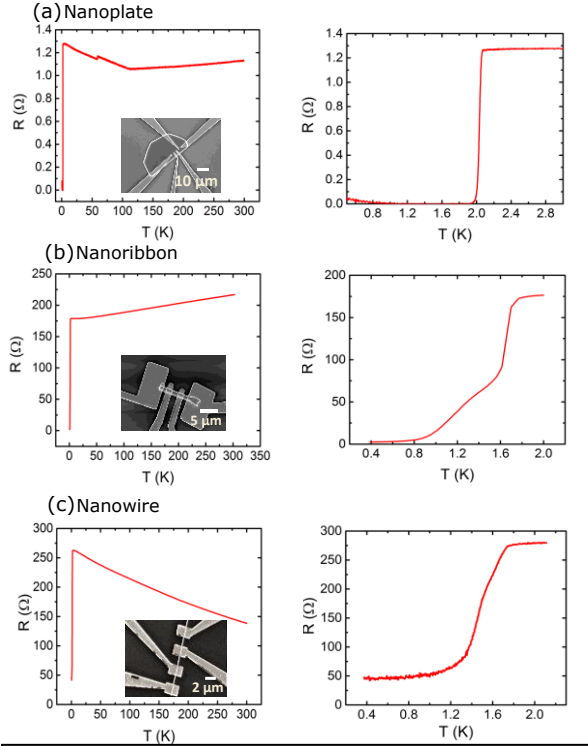 (a) Nanoplate
1.4
1.2
1.0
0.8
0.6
0.4
0.2
0.0
R (Ω)
10 μm
0 50 100 150 200 250 300
T (K)
1.4
1.2
1.0
0.8
0.6
0.4
0.2
0.0
R (Ω)
0.8 1.2 1.6 2.0 2.4 2.8
T (K)
(b) Nanoribbon
250
200
150
100
50
0
R (Ω)
5 μm
0 50 100 150 200 250 300 350
T (K)
200
150
100
50
0
R (Ω)
0.4 0.8 1.2 1.6 2.0
T (K)
(c) Nanowire
300
250
200
150
100
50
0
R (Ω)
2 μm
0 50 100 150 200 250 300
T (K)
300
250
200
150
100
50
0
R (Ω)
0.4 0.8 1.2 1.6 2.0
T (K)